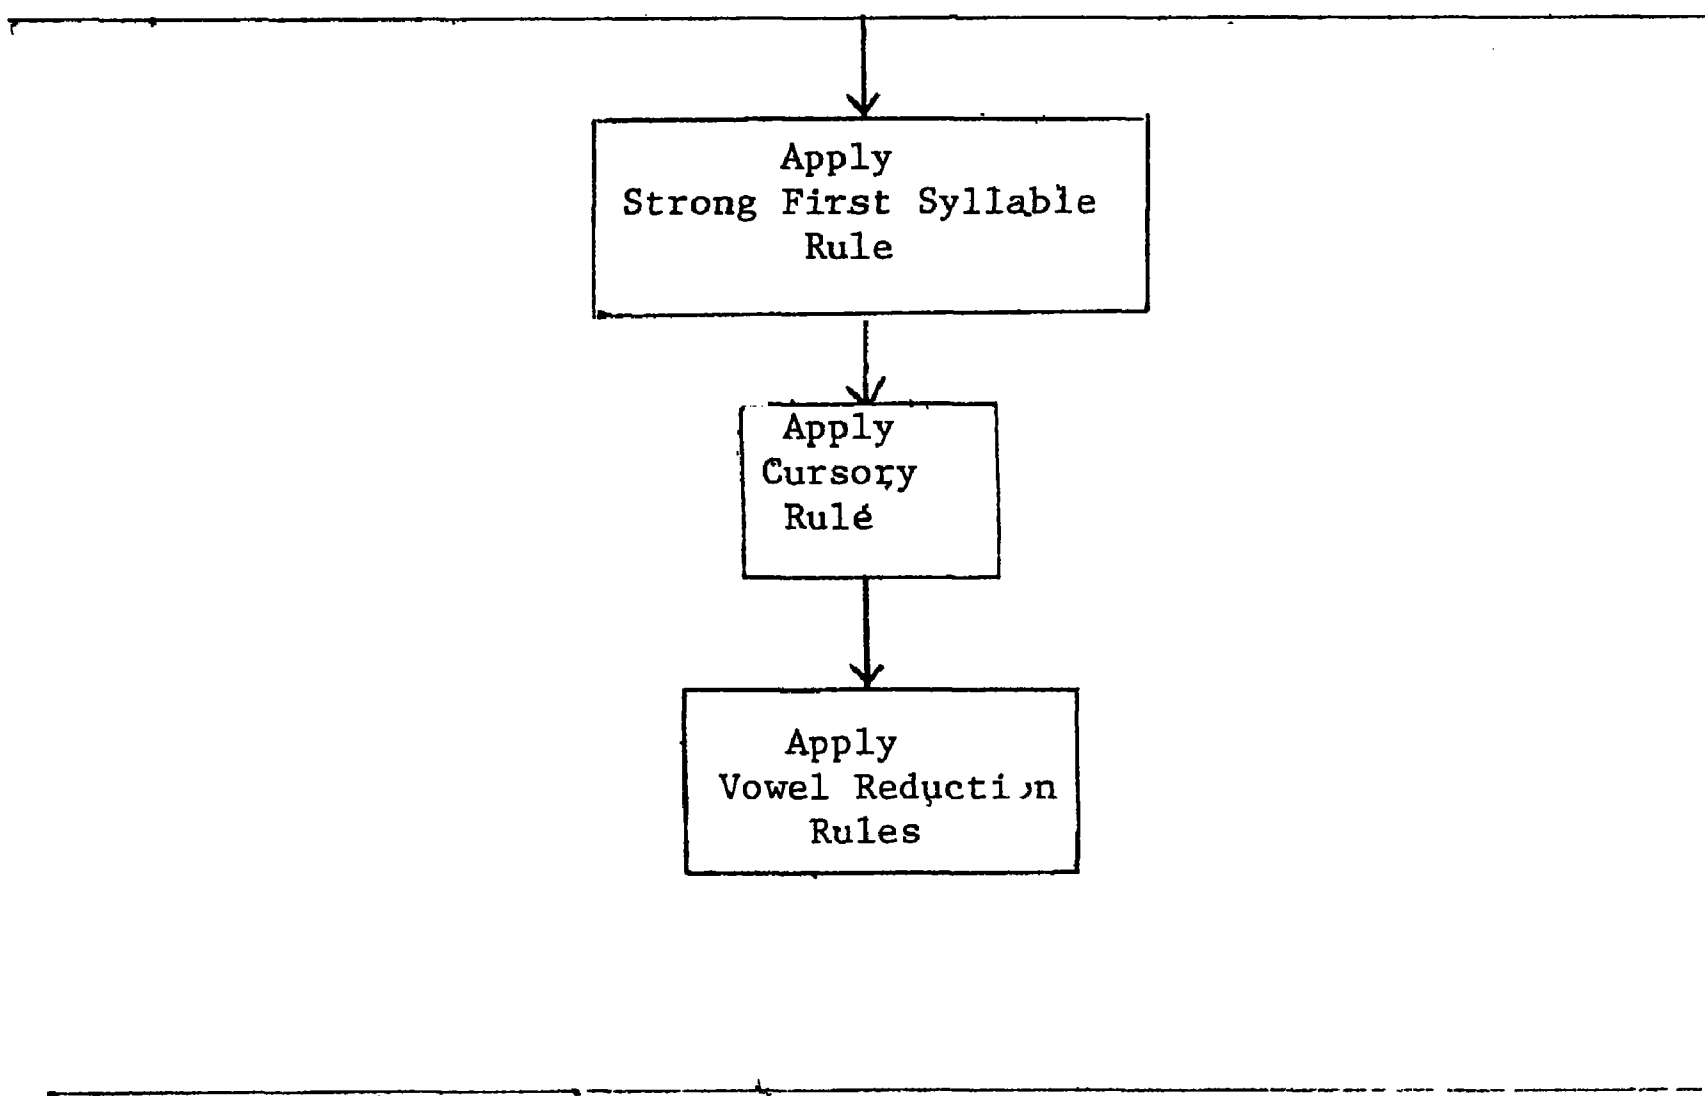 Apply
Strong First Syllable
Rule
Apply
Cursory
Rule
Apply
Vowel Reduction
Rules